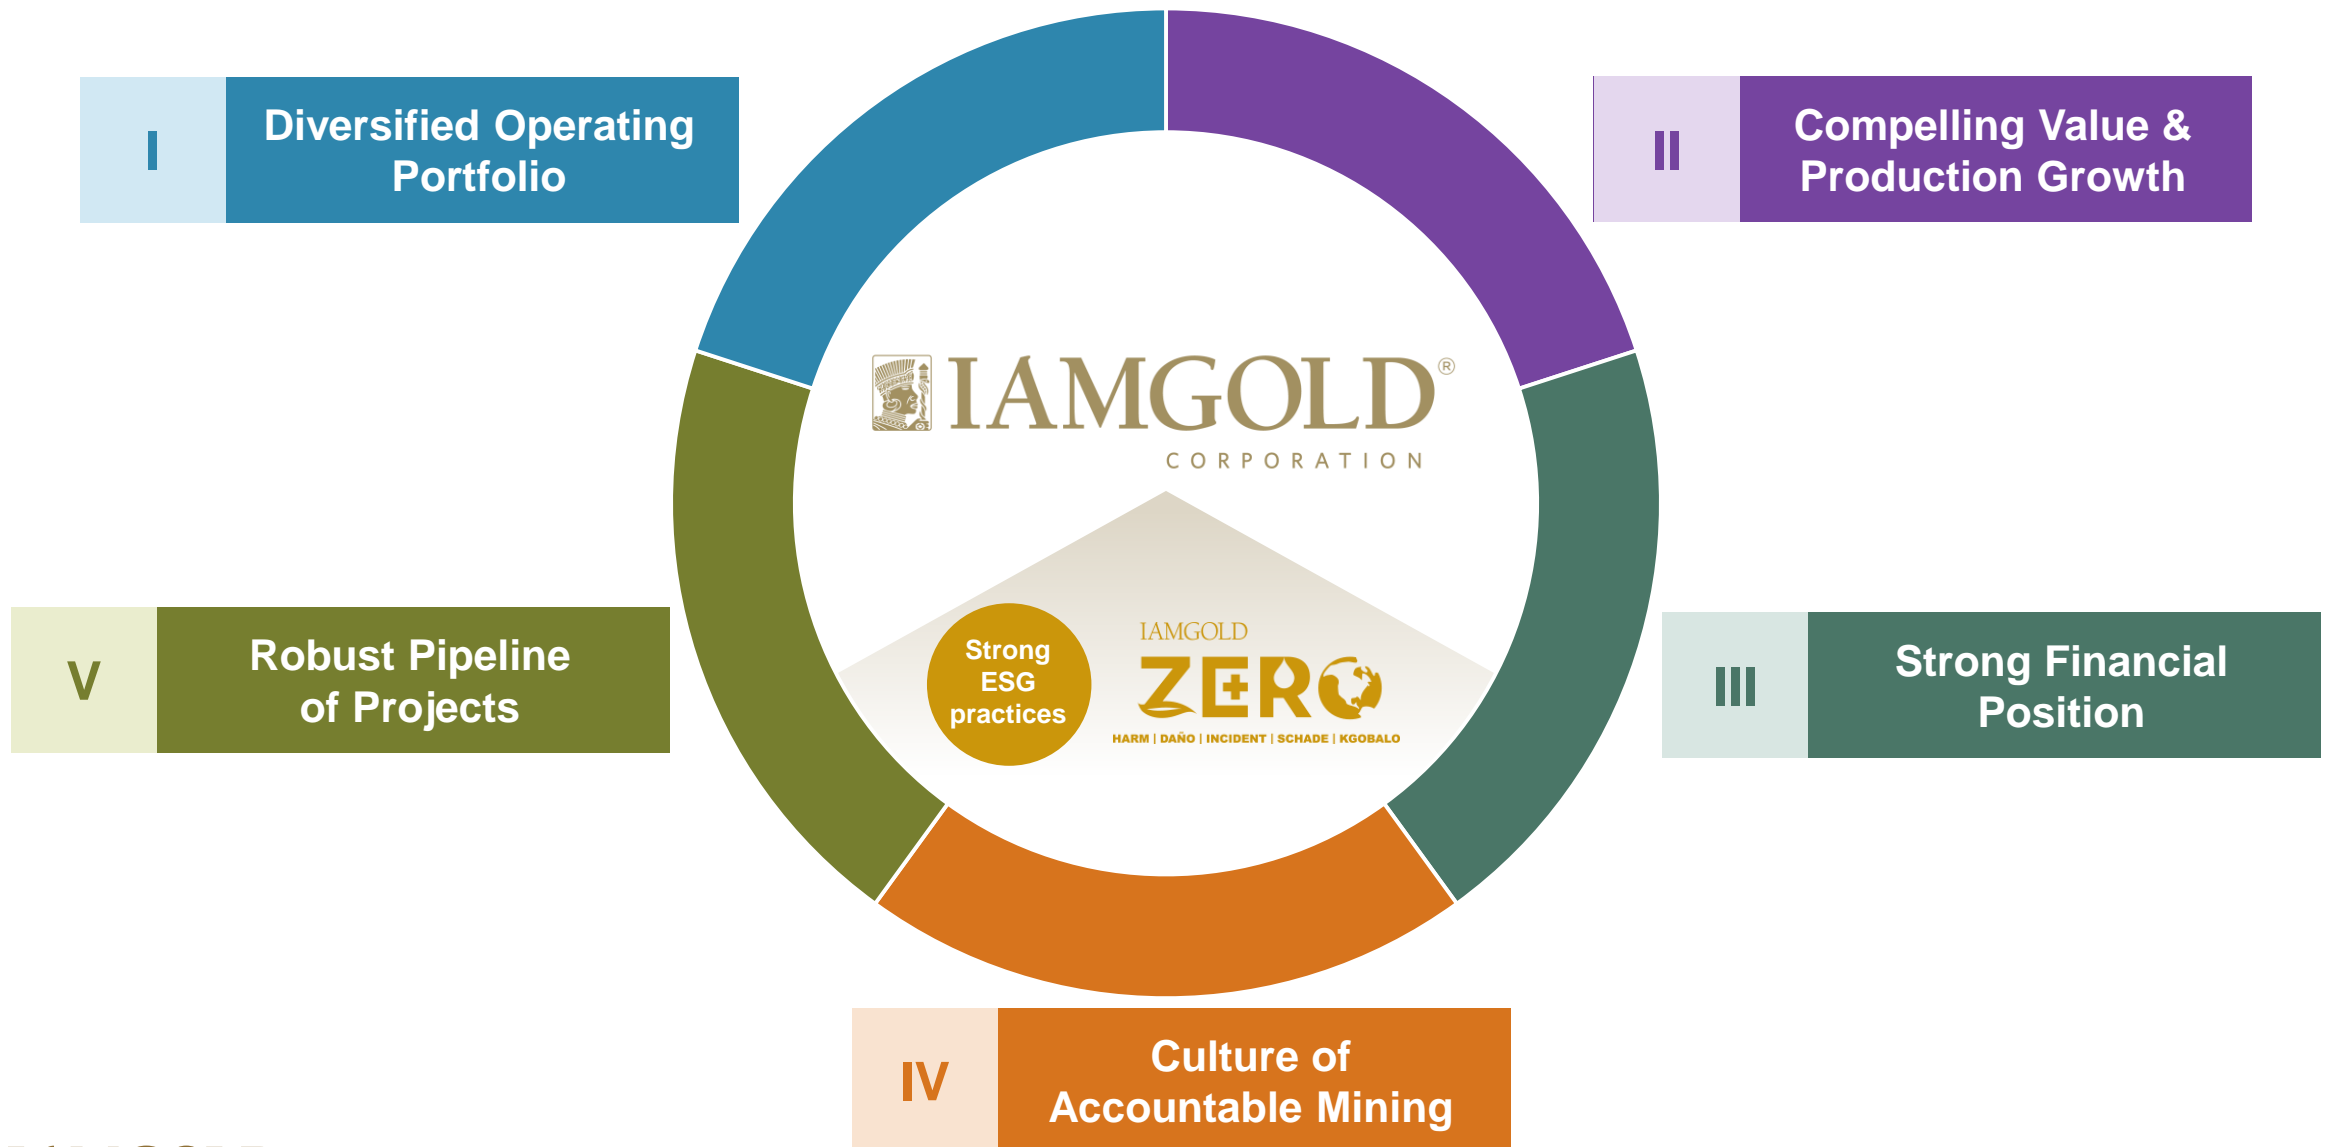 I
Diversified Operating
Portfolio
II
Compelling Value &
Production Growth
IAMGOLD®
CORPORATION
Strong
ESG
practices
IAMGOLD
ZERO
HARM | DAÑO | INCIDENT | SCHADE | KGOBALO
V
Robust Pipeline
of Projects
III
Strong Financial
Position
IV
Culture of
Accountable Mining